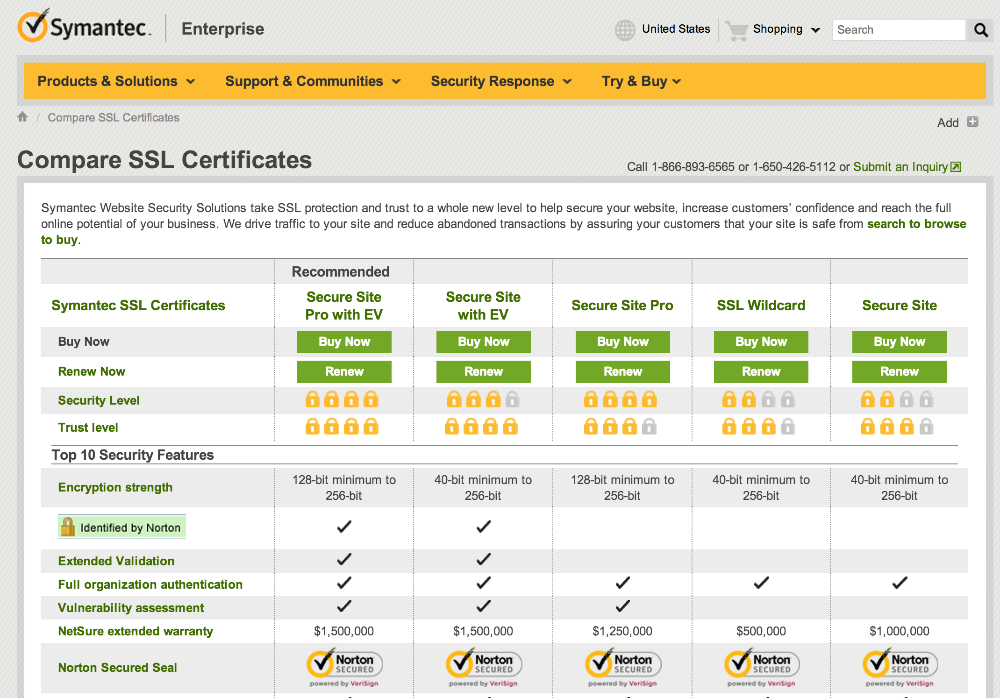 Symantec.
Enterprise
United States
Shopping
Search
Products & Solutions
Support & Communities
Security Response
Try & Buy
/ Compare SSL Certificates
Add
Compare SSL Certificates
Call 1-866-893-6565 or 1-650-426-5112 or Submit an Inquiry
Symantec Website Security Solutions take SSL protection and trust to a whole new level to help secure your website, increase customers’ confidence and reach the full
online potential of your business. We drive traffic to your site and reduce abandoned transactions by assuring your customers that your site is safe from search to browse
to buy.
Recommended
Symantec SSL Certificates
Secure Site
Pro with EV
Secure Site
with EV
Secure Site Pro
SSL Wildcard
Secure Site
Buy Now
Buy Now
Buy Now
Buy Now
Buy Now
Buy Now
Renew Now
Renew
Renew
Renew
Renew
Renew
Security Level
Trust level
Top 10 Security Features
Encryption strength
128-bit minimum to
256-bit
40-bit minimum to
256-bit
128-bit minimum to
256-bit
40-bit minimum to
256-bit
40-bit minimum to
256-bit
Identified by Norton
Extended Validation
Full organization authentication
Vulnerability assessment
NetSure extended warranty
$1,500,000
$1,500,000
$1,250,000
$500,000
$1,000,000
Norton Secured Seal
Norton
SECURED
powered by VeriSign
Norton
SECURED
powered by VeriSign
Norton
SECURED
powered by VeriSign
Norton
SECURED
powered by VeriSign
Norton
SECURED
powered by VeriSign